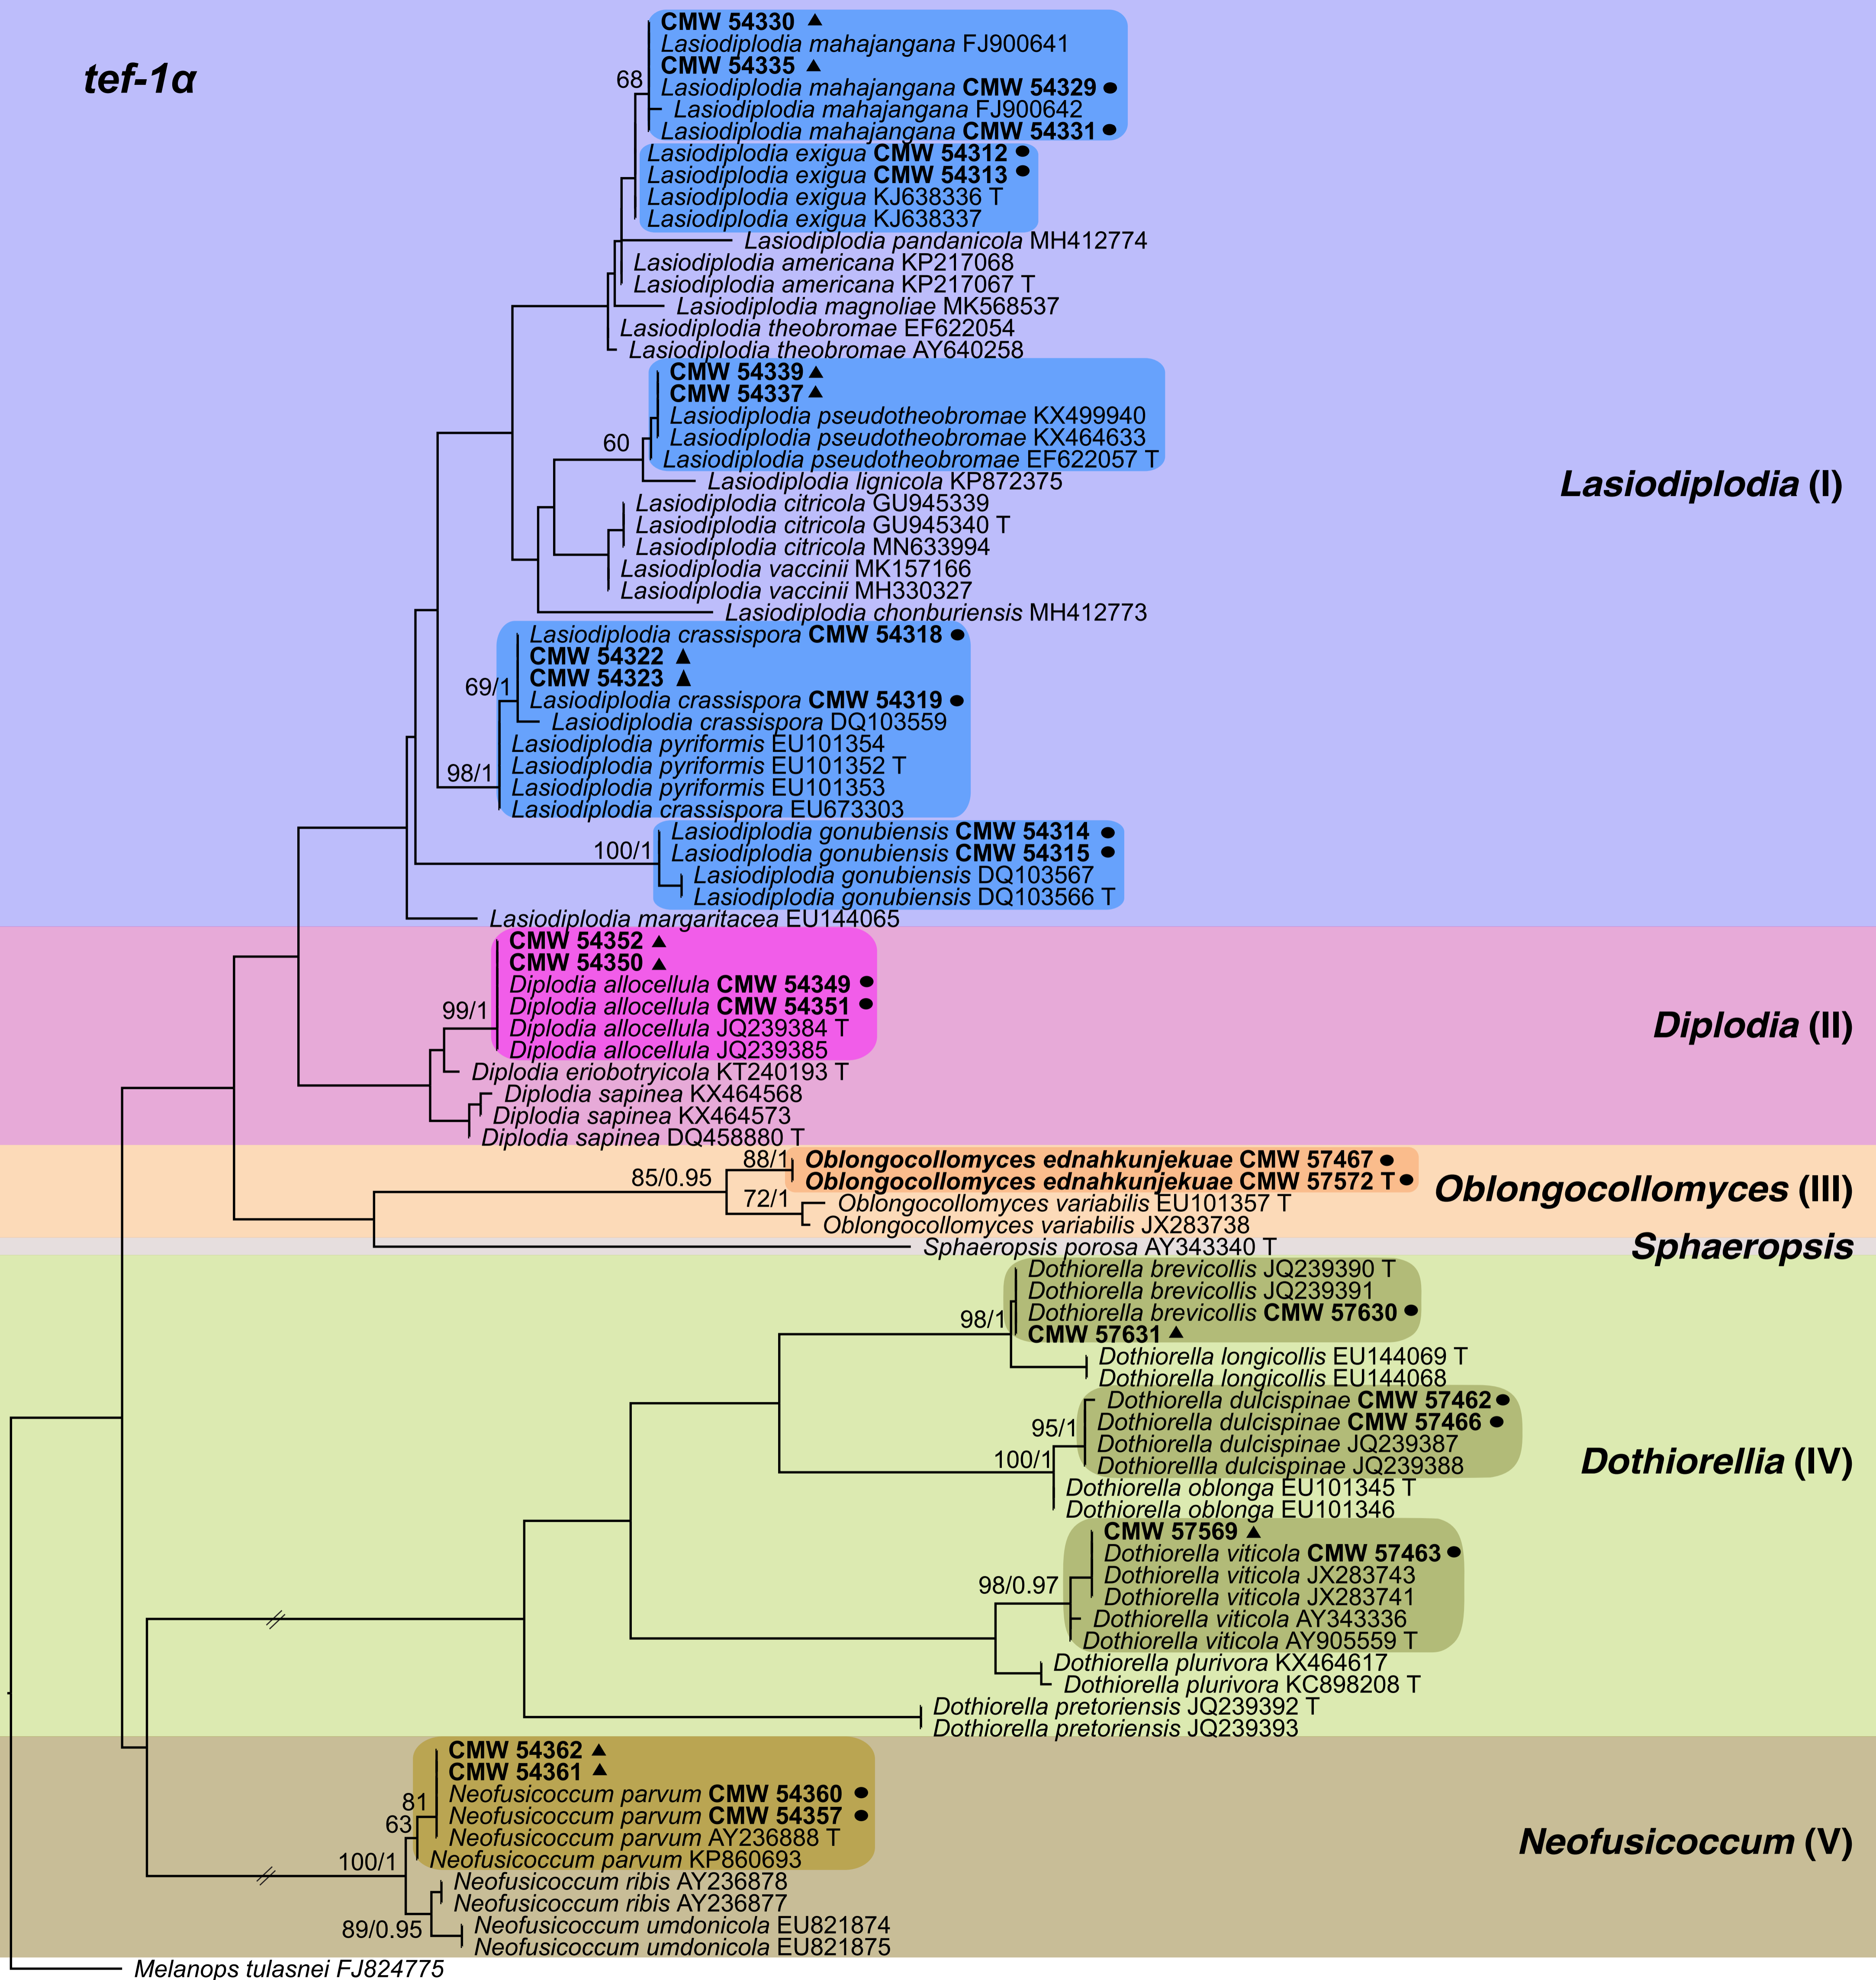 CMW 54330 ▲
tef-1α
Lasiodiplodia mahajangana FJ900641
CMW 54335 ▲
68
Lasiodiplodia mahajangana CMW 54329 ●
Lasiodiplodia mahajangana FJ900642
Lasiodiplodia mahajangana CMW 54331 ●
Lasiodiplodia exigua CMW 54312 ●
Lasiodiplodia exigua CMW 54313 ●
Lasiodiplodia exigua KJ638336 T
Lasiodiplodia exigua KJ638337
Lasiodiplodia pandanicola MH412774
Lasiodiplodia americana KP217068
Lasiodiplodia americana KP217067 T
Lasiodiplodia magnoliae MK568537
Lasiodiplodia theobromae EF622054
Lasiodiplodia theobromae AY640258
CMW 54339 ▲
CMW 54337 ▲
Lasiodiplodia pseudotheobromae KX499940
60
Lasiodiplodia pseudotheobromae KX464633
Lasiodiplodia pseudotheobromae EF622057 T
Lasiodiplodia lignicola KP872375
Lasiodiplodia (I)
Lasiodiplodia citricola GU945339
Lasiodiplodia citricola GU945340 T
Lasiodiplodia citricola MN633994
Lasiodiplodia vaccinii MK157166
Lasiodiplodia vaccinii MH330327
Lasiodiplodia chonburiensis MH412773
Lasiodiplodia crassispora CMW 54318 ●
CMW 54322 ▲
CMW 54323 ▲
69/1
Lasiodiplodia crassispora CMW 54319 ●
Lasiodiplodia crassispora DQ103559
Lasiodiplodia pyriformis EU101354
Lasiodiplodia pyriformis EU101352 T
98/1
Lasiodiplodia pyriformis EU101353
Lasiodiplodia crassispora EU673303
Lasiodiplodia gonubiensis CMW 54314 ●
100/1
Lasiodiplodia gonubiensis CMW 54315 ●
Lasiodiplodia gonubiensis DQ103567
Lasiodiplodia gonubiensis DQ103566 T
Lasiodiplodia margaritacea EU144065
CMW 54352 ▲
CMW 54350 ▲
Diplodia allocellula CMW 54349 ●
99/1
Diplodia allocellula CMW 54351 ●
Diplodia (II)
Diplodia allocellula JQ239384 T
Diplodia allocellula JQ239385
Diplodia eriobotryicola KT240193 T
Diplodia sapinea KX464568
Diplodia sapinea KX464573
Diplodia sapinea DQ458880 T
88/1
Oblongocollomyces ednahkunjekuae CMW 57467 ●
85/0.95
Oblongocollomyces ednahkunjekuae CMW 57572 T ●
Oblongocollomyces (III)
72/1
Oblongocollomyces variabilis EU101357 T
Oblongocollomyces variabilis JX283738
Sphaeropsis porosa AY343340 T
Sphaeropsis
Dothiorella brevicollis JQ239390 T
Dothiorella brevicollis JQ239391
98/1
Dothiorella brevicollis CMW 57630 ●
CMW 57631 ▲
Dothiorella longicollis EU144069 T
Dothiorella longicollis EU144068
Dothiorella dulcispinae CMW 57462 ●
95/1
Dothiorella dulcispinae CMW 57466 ●
Dothiorella dulcispinae JQ239387
100/1
Dothiorellla dulcispinae JQ239388
Dothiorellia (IV)
Dothiorella oblonga EU101345 T
Dothiorella oblonga EU101346
CMW 57569 ▲
Dothiorella viticola CMW 57463 ●
98/0.97
Dothiorella viticola JX283743
Dothiorella viticola JX283741
Dothiorella viticola AY343336
Dothiorella viticola AY905559 T
Dothiorella plurivora KX464617
Dothiorella plurivora KC898208 T
Dothiorella pretoriensis JQ239392 T
Dothiorella pretoriensis JQ239393
CMW 54362 ▲
CMW 54361 ▲
Neofusicoccum parvum CMW 54360 ●
81
Neofusicoccum parvum CMW 54357 ●
63
Neofusicoccum parvum AY236888 T
Neofusicoccum (V)
100/1
Neofusicoccum parvum KP860693
Neofusicoccum ribis AY236878
Neofusicoccum ribis AY236877
89/0.95
Neofusicoccum umdonicola EU821874
Neofusicoccum umdonicola EU821875
Melanops tulasnei FJ824775